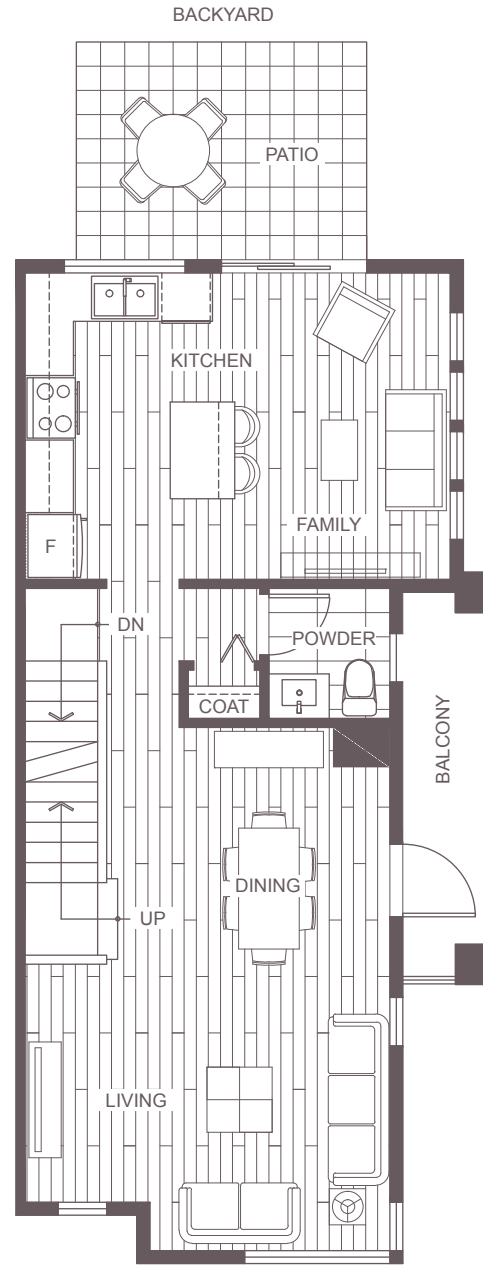 BACKYARD
PATIO
KITCHEN
FAMILY
F
DN
POWDER
COAT
BALCONY
DINING
UP
LIVING